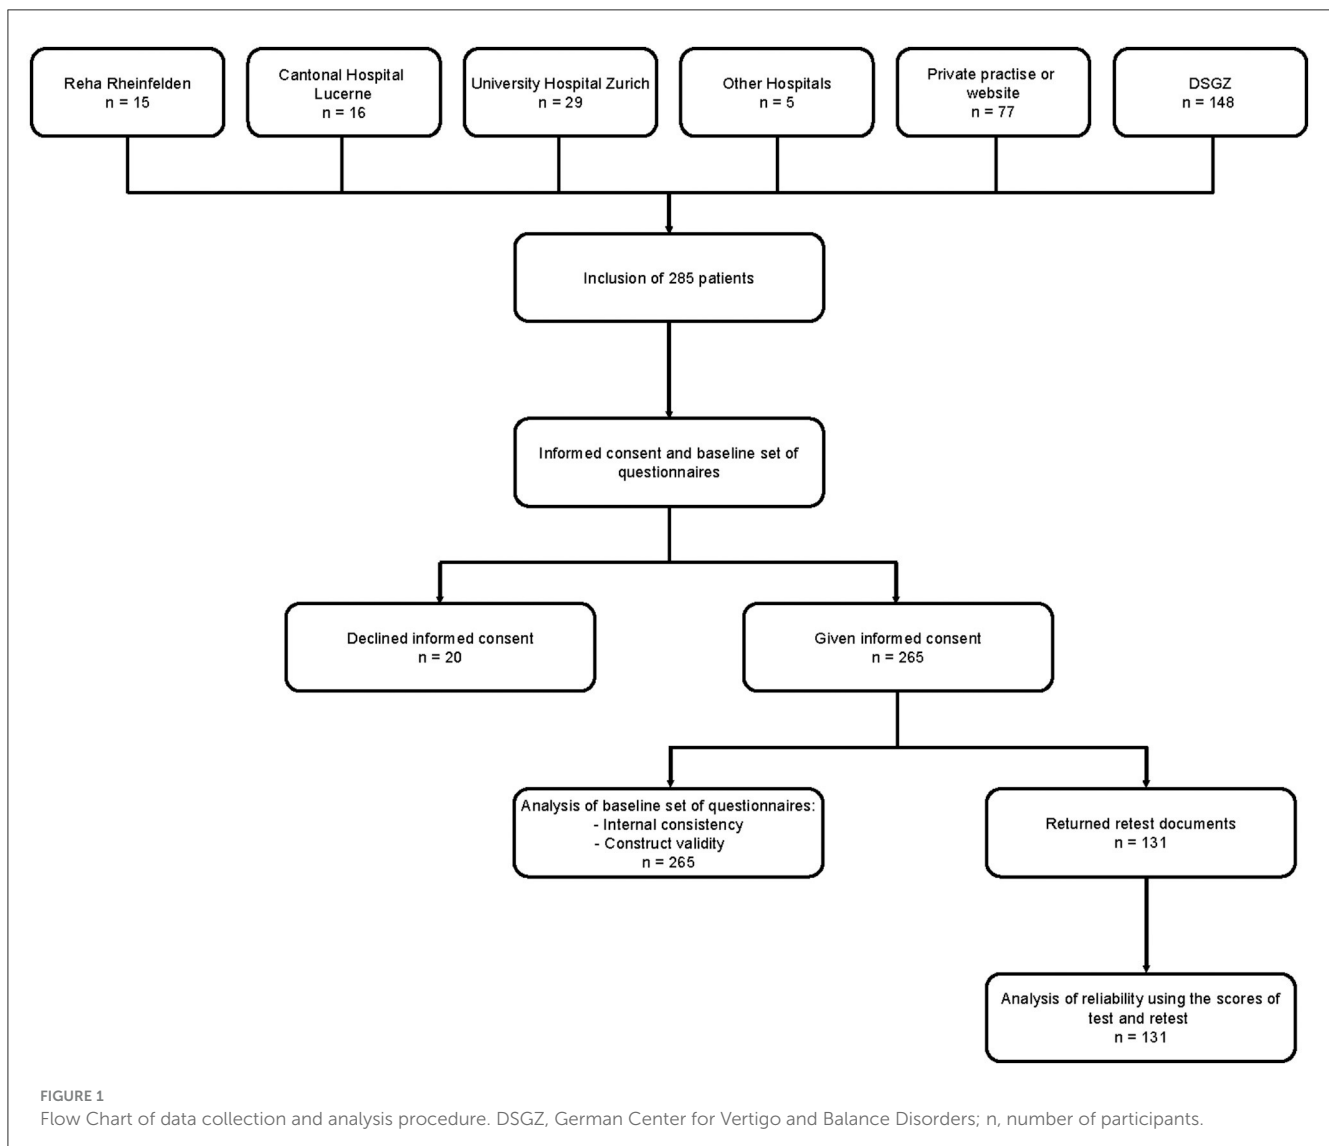 Reha Rheinfelden
n = 15
Cantonal Hospital
Lucerne
n = 16
University Hospital Zurich
n = 29
Other Hospitals
n = 5
Private practise or
website
n = 77
DSGZ
n = 148
Inclusion of 285 patients
Informed consent and baseline set of
questionnaires
Declined informed consent
n = 20
Given informed consent
n = 265
Analysis of baseline set of questionnaires:
- Internal consistency
- Construct validity
n = 265
Returned retest documents
n = 131
Analysis of reliability using the scores of
test and retest
n = 131
FIGURE 1
Flow Chart of data collection and analysis procedure. DSGZ, German Center for Vertigo and Balance Disorders; n, number of participants.